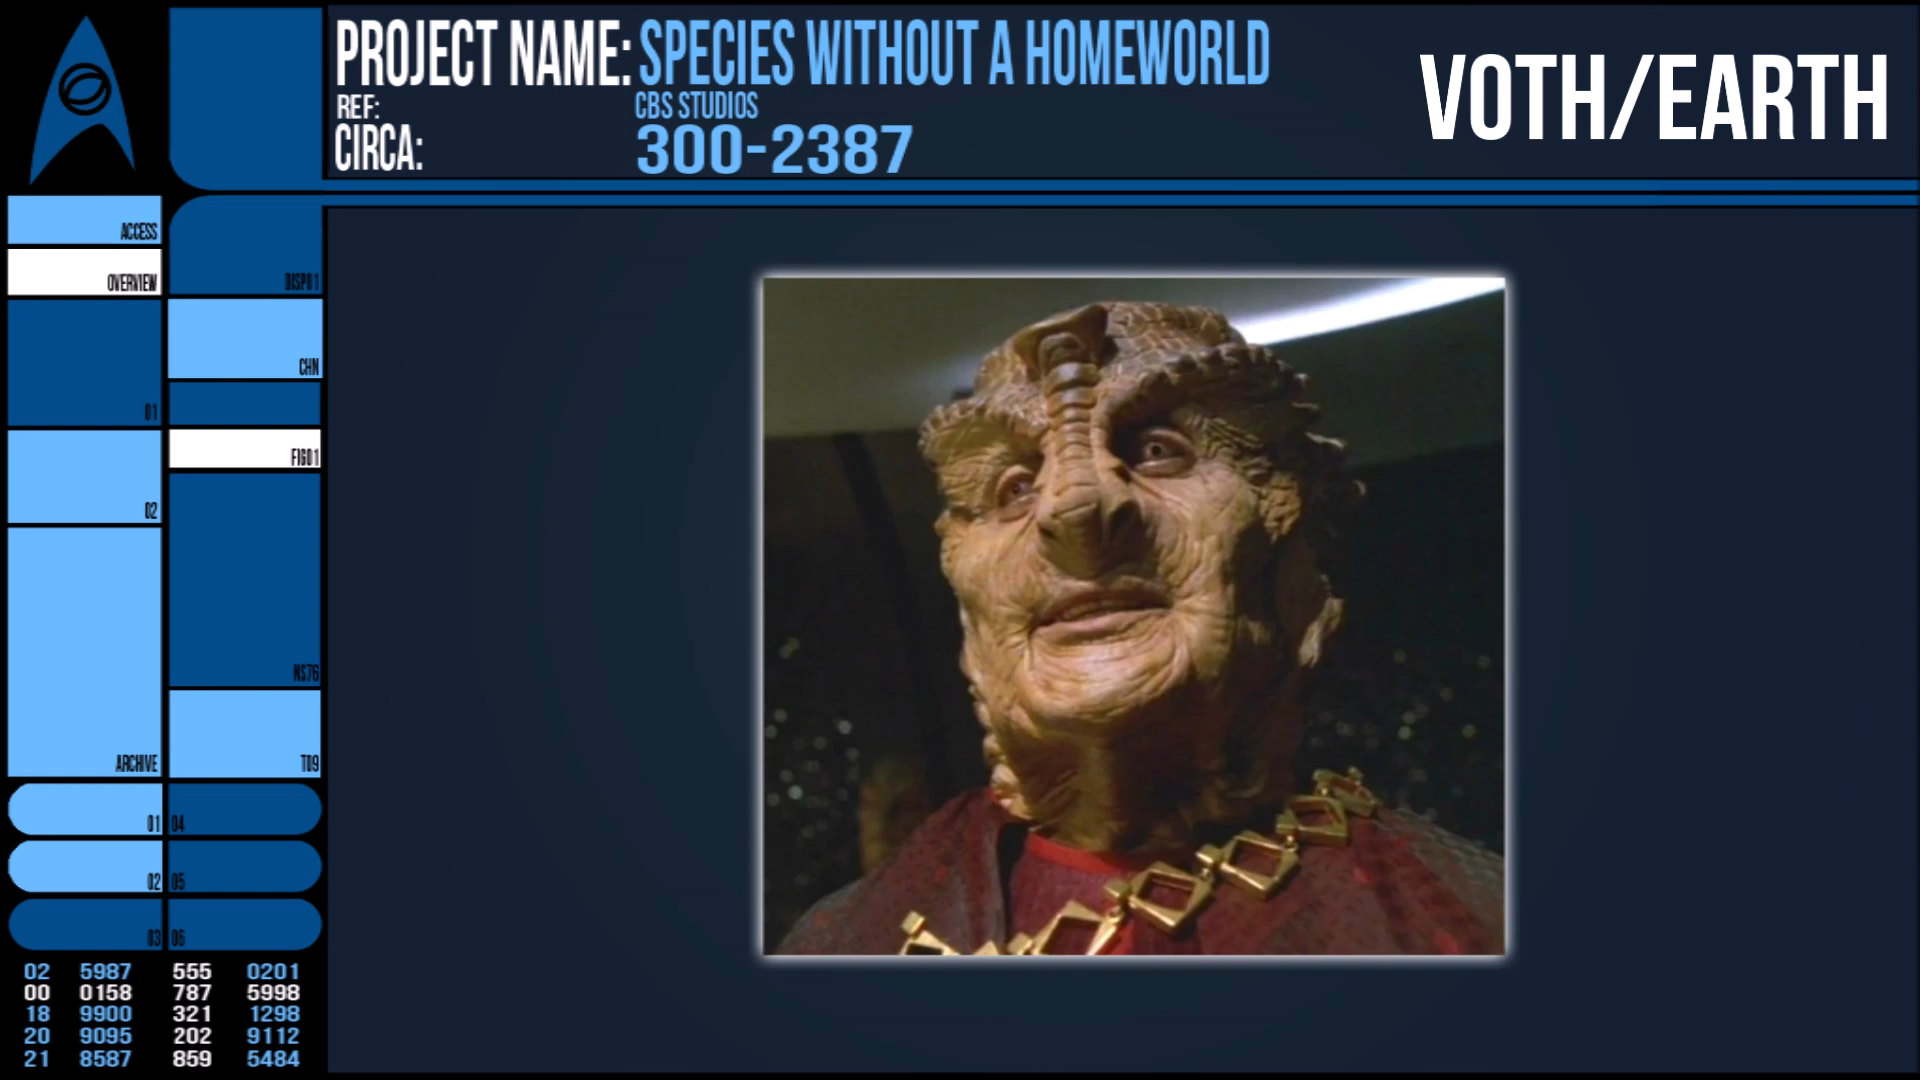 PROJECT NAME: SPECIES WITHOUT A HOMEWORLD
REF: CBS STUDIOS
CIRCA: 300-2387
VOTH/EARTH
ACCESS
OVERVIEW
01
02
ARCHIVE
DISP01
CHN
FIG01
NS76
T09
01 04
02 05
03 06
02 5987 555 0201
00 0158 787 5998
18 9900 321 1298
20 9095 202 9112
21 8587 859 5484